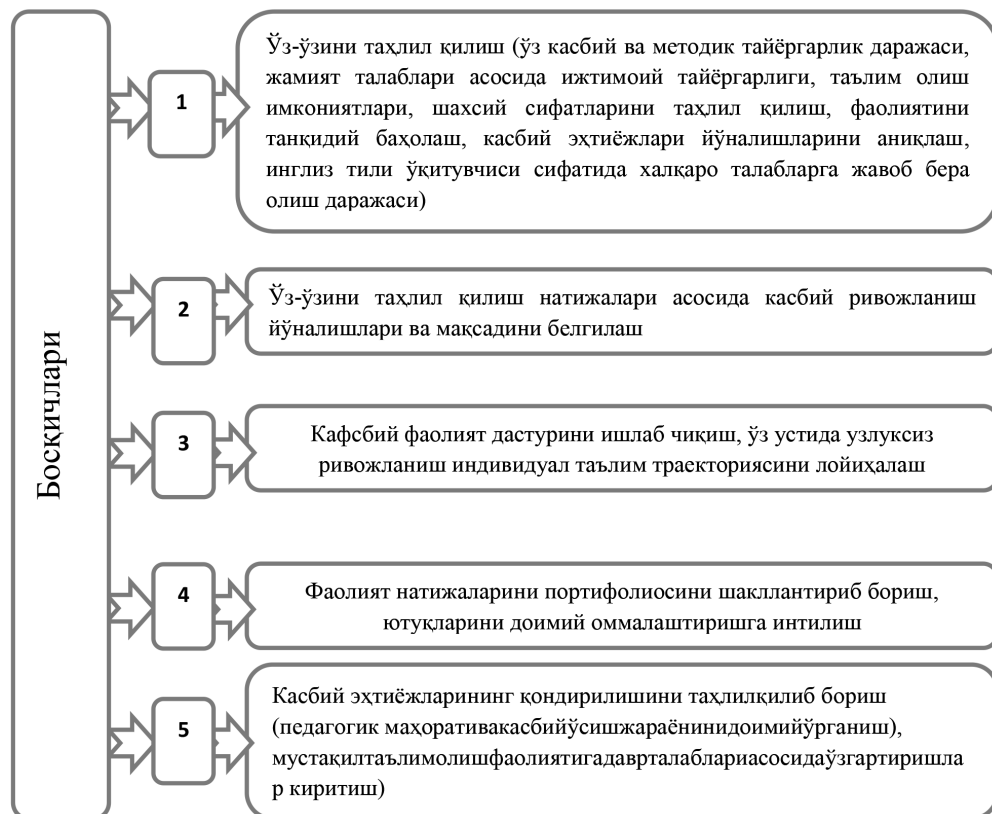 Босқичлари
1
Ўз-ўзини таҳлил қилиш (ўз касбий ва методик тайёргарлик даражаси,
жамият талаблари асосида ижтимоий тайёргарлиги, таълим олиш
имкониятлари, шахсий сифатларини таҳлил қилиш, фаолиятини
танқидий баҳолаш, касбий эҳтиёжлари йўналишларини аниқлаш,
инглиз тили ўқитувчиси сифатида халқаро талабларга жавоб бера
олиш даражаси)
2
Ўз-ўзини таҳлил қилиш натижалари асосида касбий ривожланиш
йўналишлари ва мақсадини белгилаш
3
Кафсбий фаолият дастурини ишлаб чиқиш, ўз устида узлуксиз
ривожланиш индивидуал таълим траекториясини лойиҳалаш
4
Фаолият натижаларини портифолиосини шакллантириб бориш,
ютуқларини доимий оммалаштиришга интилиш
5
Касбий эҳтиёжларининг қондирилишини таҳлилқилиб бориш
(педагогик маҳоративакасбийўсишжараёнинидоимийўрганиш),
мустақилтаълимолишфаолиятигадаврталаблариасосидаўзгартиришла
р киритиш)